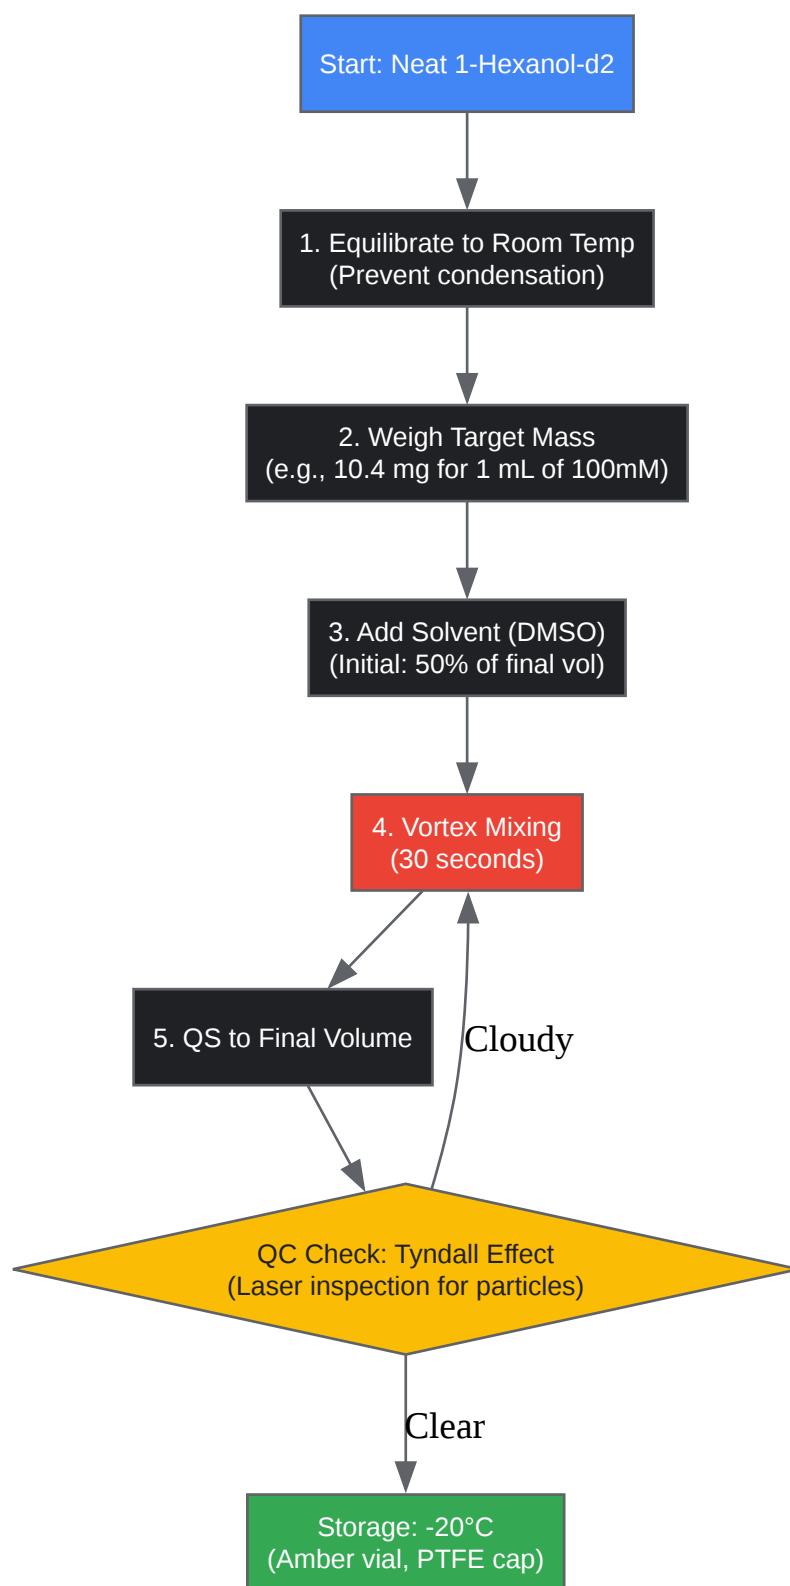 Start: Neat 1-Hexanol-d2
1. Equilibrate to Room Temp
(Prevent condensation)
2. Weigh Target Mass
(e.g., 10.4 mg for 1 mL of 100mM)
3. Add Solvent (DMSO)
(Initial: 50% of final vol)
4. Vortex Mixing
(30 seconds)
5. QS to Final Volume
Cloudy
QC Check: Tyndall Effect
(Laser inspection for particles)
Clear
Storage: -20°C
(Amber vial, PTFE cap)